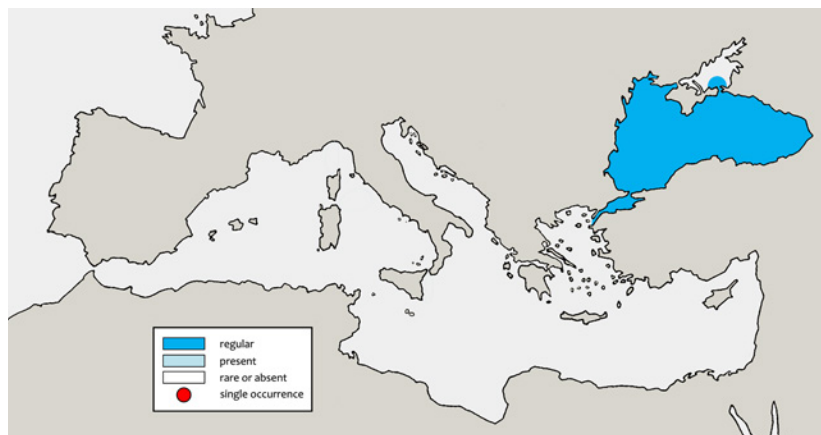 regular
present
rare or absent
single occurrence